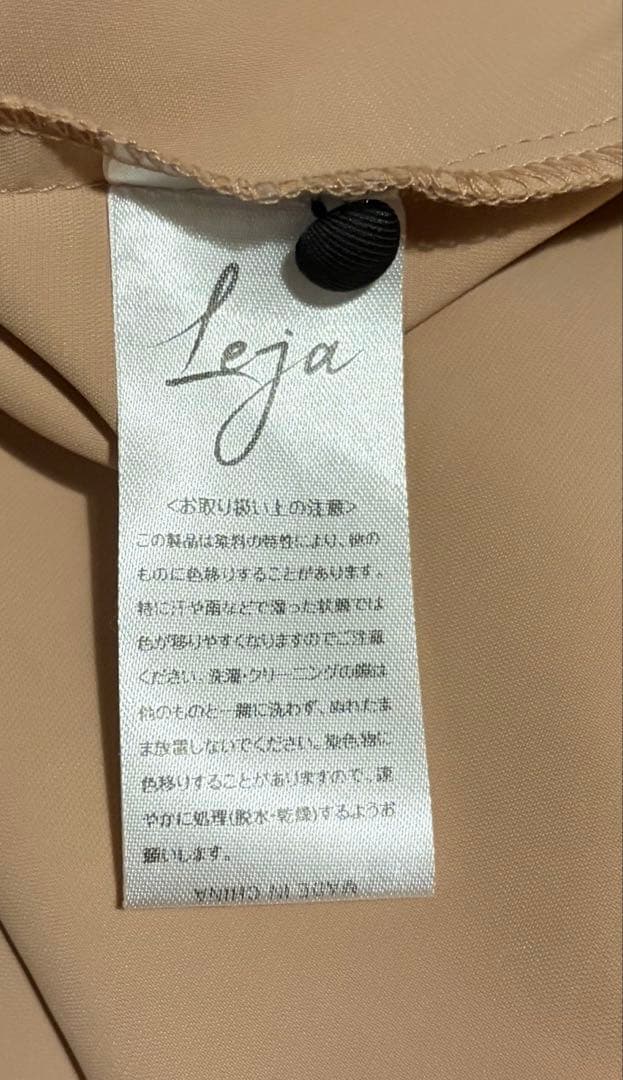 Leja
<お取り扱い上の注意>
この製品は染料の特性により、他の
ものに色移りすることがあります。
特に汗や雨などで湿った状態では
色が移りやすくなりますのでご注意
ください。洗濯・クリーニングの際は
他のものと一緒に洗わず、ぬれたま
ま放置しないでください。染色物に
色移りすることがありますので、速
やかに処理(脱水・乾燥)するようお
願いします。
MADE IN CHINA